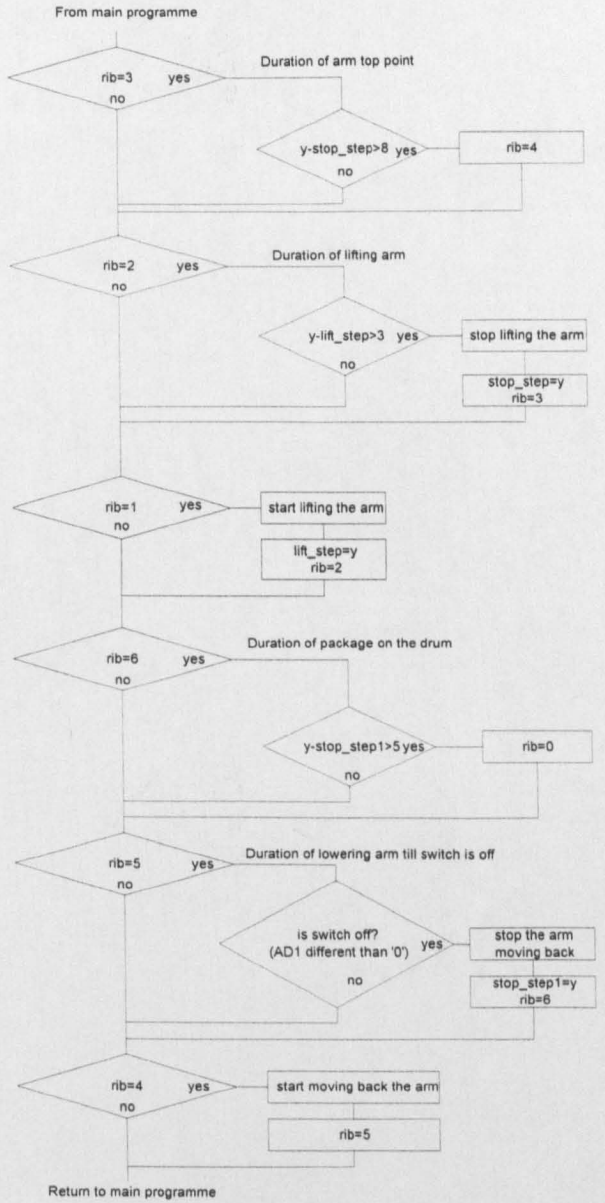 From main programme
rib=3
yes
no
Duration of arm top point
y-stop_step>8
yes
no
rib=4
rib=2
yes
no
Duration of lifting arm
y-lift_step>3
yes
no
stop lifting the arm
stop_step=y
rib=3
rib=1
yes
no
start lifting the arm
lift_step=y
rib=2
rib=6
yes
no
Duration of package on the drum
y-stop_step1>5
yes
no
rib=0
rib=5
yes
no
Duration of lowering arm till switch is off
is switch off?
(AD1 different than '0')
yes
no
stop the arm
moving back
stop_step1=y
rib=6
rib=4
yes
no
start moving back the arm
rib=5
Return to main programme